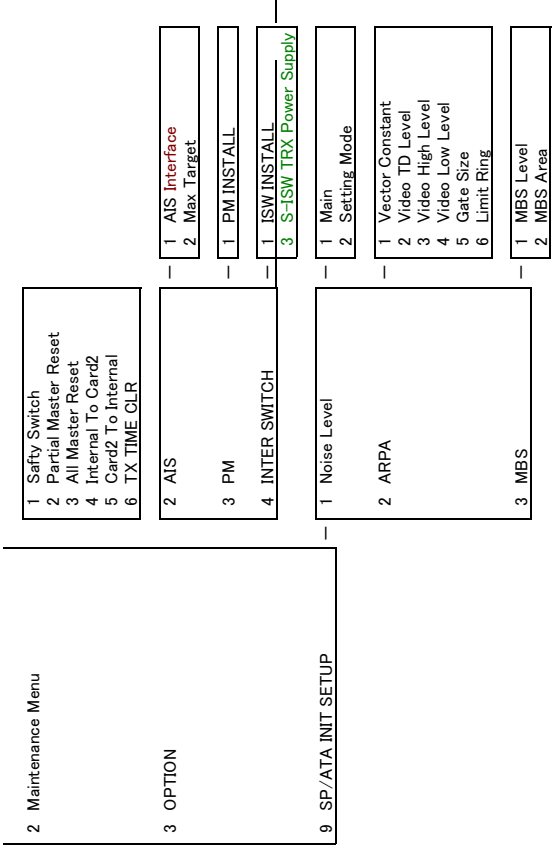 2 Maintenance Menu
1 Safty Switch
2 Partial Master Reset
3 All Master Reset
4 Internal To Card2
5 Card2 To Internal
6 TX TIME CLR
3 OPTION
2 AIS
1 AIS Interface
2 Max Target
3 PM
1 PM INSTALL
4 INTER SWITCH
1 ISW INSTALL
3 S-ISW TRX Power Supply
9 SP/ATA INIT SETUP
1 Noise Level
1 Main
2 Setting Mode
2 ARPA
1 Vector Constant
2 Video TD Level
3 Video High Level
4 Video Low Level
5 Gate Size
6 Limit Ring
3 MBS
1 MBS Level
2 MBS Area